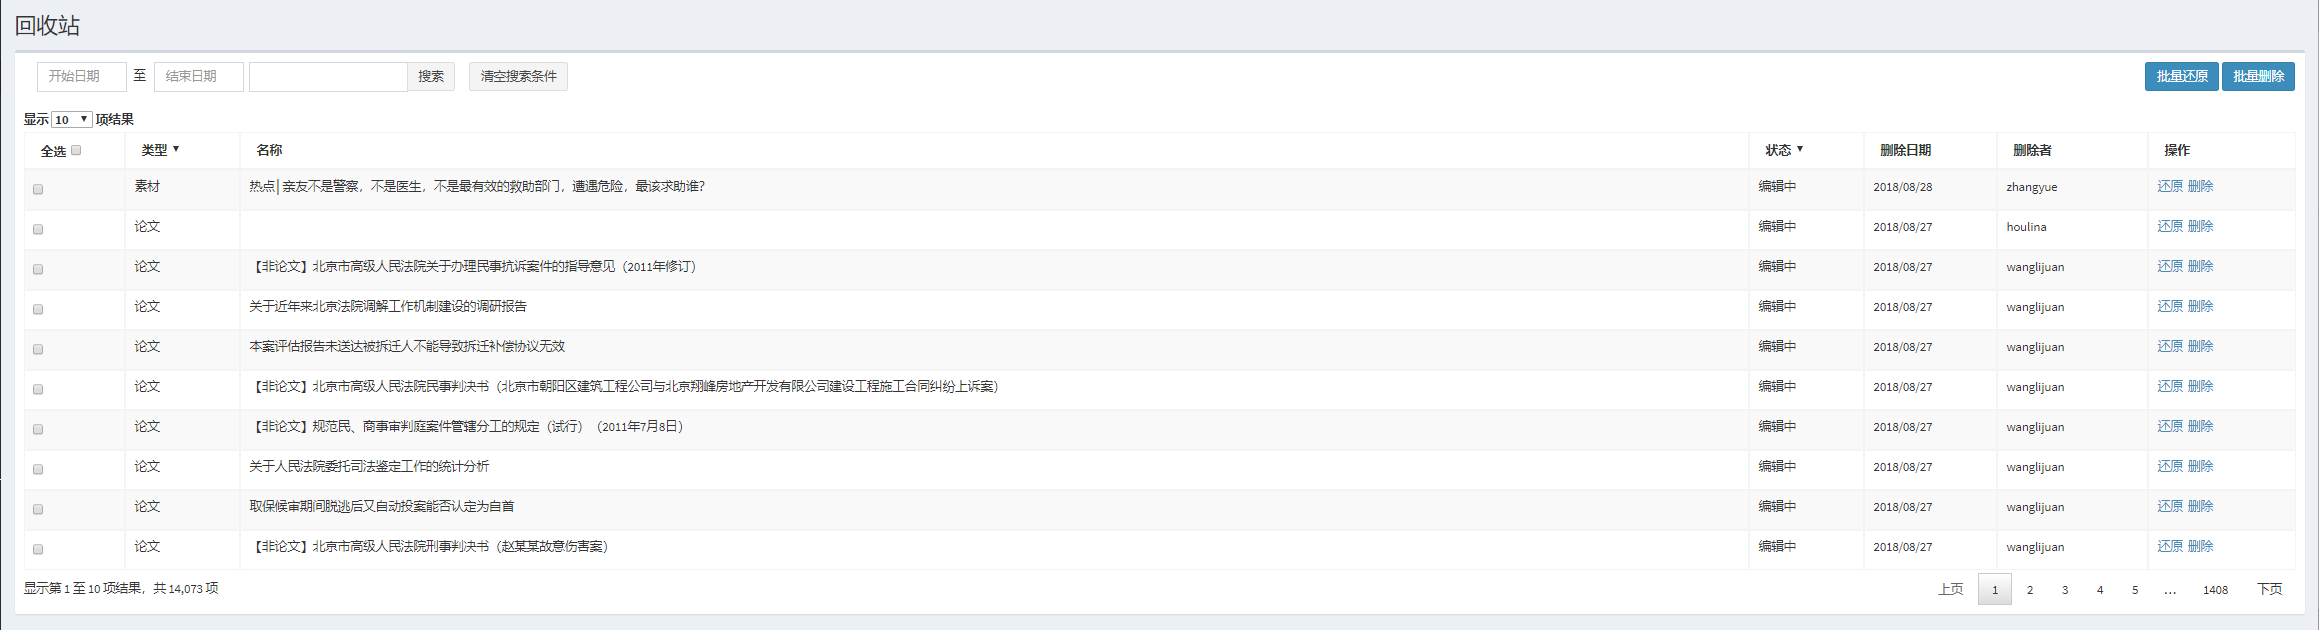 回收站
开始日期 至 结束日期 搜索 清空搜索条件 批量还原 批量删除
显示 10 项结果
全选 类型 名称 状态 删除日期 删除者 操作
素材 热点│亲友不是警察，不是医生，不是最有效的救助部门，遭遇危险，最该求助谁？ 编辑中 2018/08/28 zhangyue 还原 删除
论文 编辑中 2018/08/27 houlina 还原 删除
论文 【非论文】北京市高级人民法院关于办理民事抗诉案件的指导意见（2011年修订） 编辑中 2018/08/27 wanglijuan 还原 删除
论文 关于近年来北京法院调解工作机制建设的调研报告 编辑中 2018/08/27 wanglijuan 还原 删除
论文 本案评估报告未送达被拆迁人不能导致拆迁补偿协议无效 编辑中 2018/08/27 wanglijuan 还原 删除
论文 【非论文】北京市高级人民法院民事判决书（北京市朝阳区建筑工程公司与北京翔峰房地产开发有限公司建设工程施工合同纠纷上诉案） 编辑中 2018/08/27 wanglijuan 还原 删除
论文 【非论文】规范民、商事审判庭案件管辖分工的规定（试行）（2011年7月8日） 编辑中 2018/08/27 wanglijuan 还原 删除
论文 关于人民法院委托司法鉴定工作的统计分析 编辑中 2018/08/27 wanglijuan 还原 删除
论文 取保候审期间脱逃后又自动投案能否认定为自首 编辑中 2018/08/27 wanglijuan 还原 删除
论文 【非论文】北京市高级人民法院刑事判决书（赵某某故意伤害案） 编辑中 2018/08/27 wanglijuan 还原 删除
显示第 1 至 10 项结果，共 14,073 项 上页 1 2 3 4 5 … 1408 下页